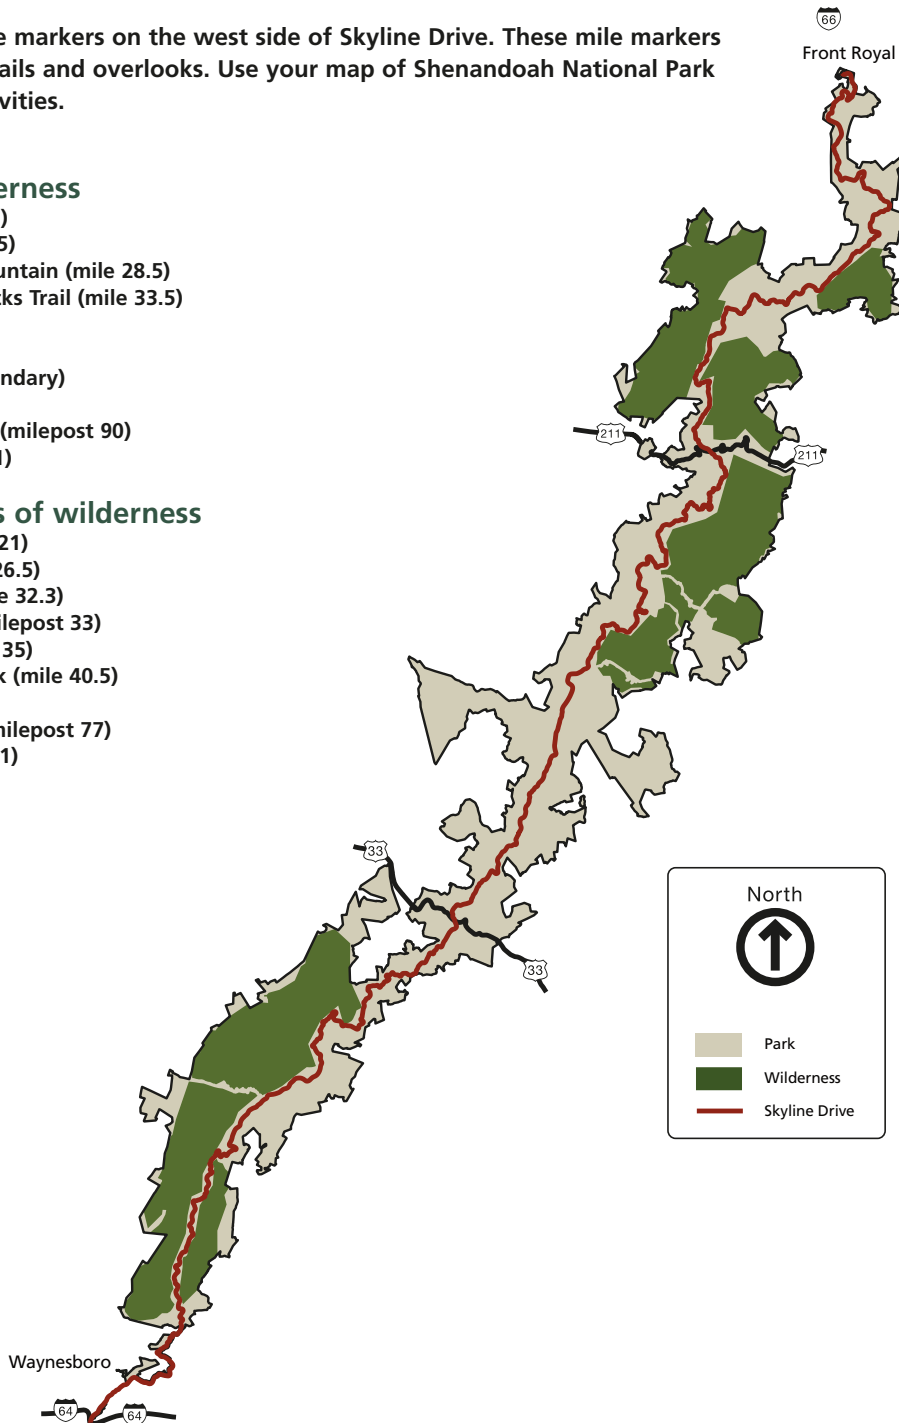 e markers on the west side of Skyline Drive. These mile markers
ails and overlooks. Use your map of Shenandoah National Park
vities.
erness
)
5)
untain (mile 28.5)
ks Trail (mile 33.5)
ndary)
(milepost 90)
1)
s of wilderness
21)
26.5)
e 32.3)
ilepost 33)
35)
k (mile 40.5)
nilepost 77)
1)
66
Front Royal
211
211
33
33
North
Park
Wilderness
Skyline Drive
Waynesboro
64
64